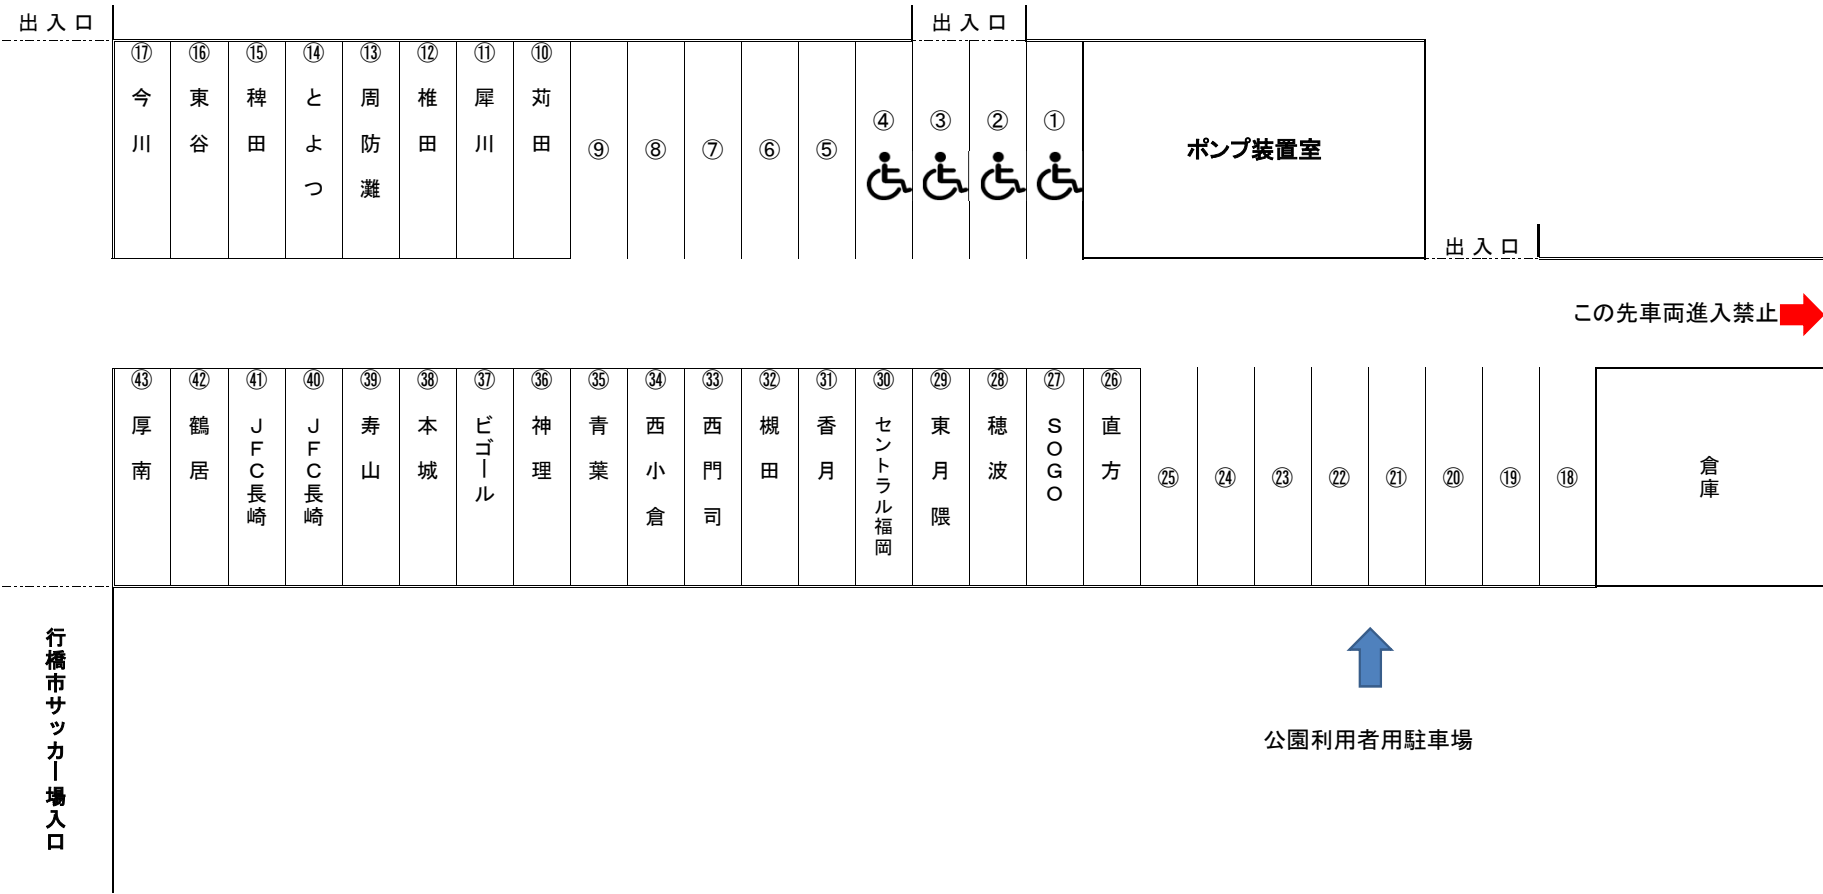 出入口
出入口
⑰ 今川
⑯ 東谷
⑮ 稗田
⑭ とよつ
⑬ 周防灘
⑫ 椎田
⑪ 犀川
⑩ 苅田
⑨
⑧
⑦
⑥
⑤
④
③
②
①
ポンプ装置室
出入口
この先車両進入禁止
㊸ 厚南
㊷ 鶴居
㊶ JFC長崎
㊵ JFC長崎
㊴ 寿山
㊳ 本城
㊲ ビゴール
㊱ 神理
㉟ 青葉
㉞ 西小倉
㉝ 西門司
㉜ 槻田
㉛ 香月
㉚ セントラル福岡
㉙ 東月隈
㉘ 穂波
㉗ SOGO
㉖ 直方
㉕
㉔
㉓
㉒
㉑
⑳
⑲
⑱
倉庫
行橋市サッカー場入口
公園利用者用駐車場